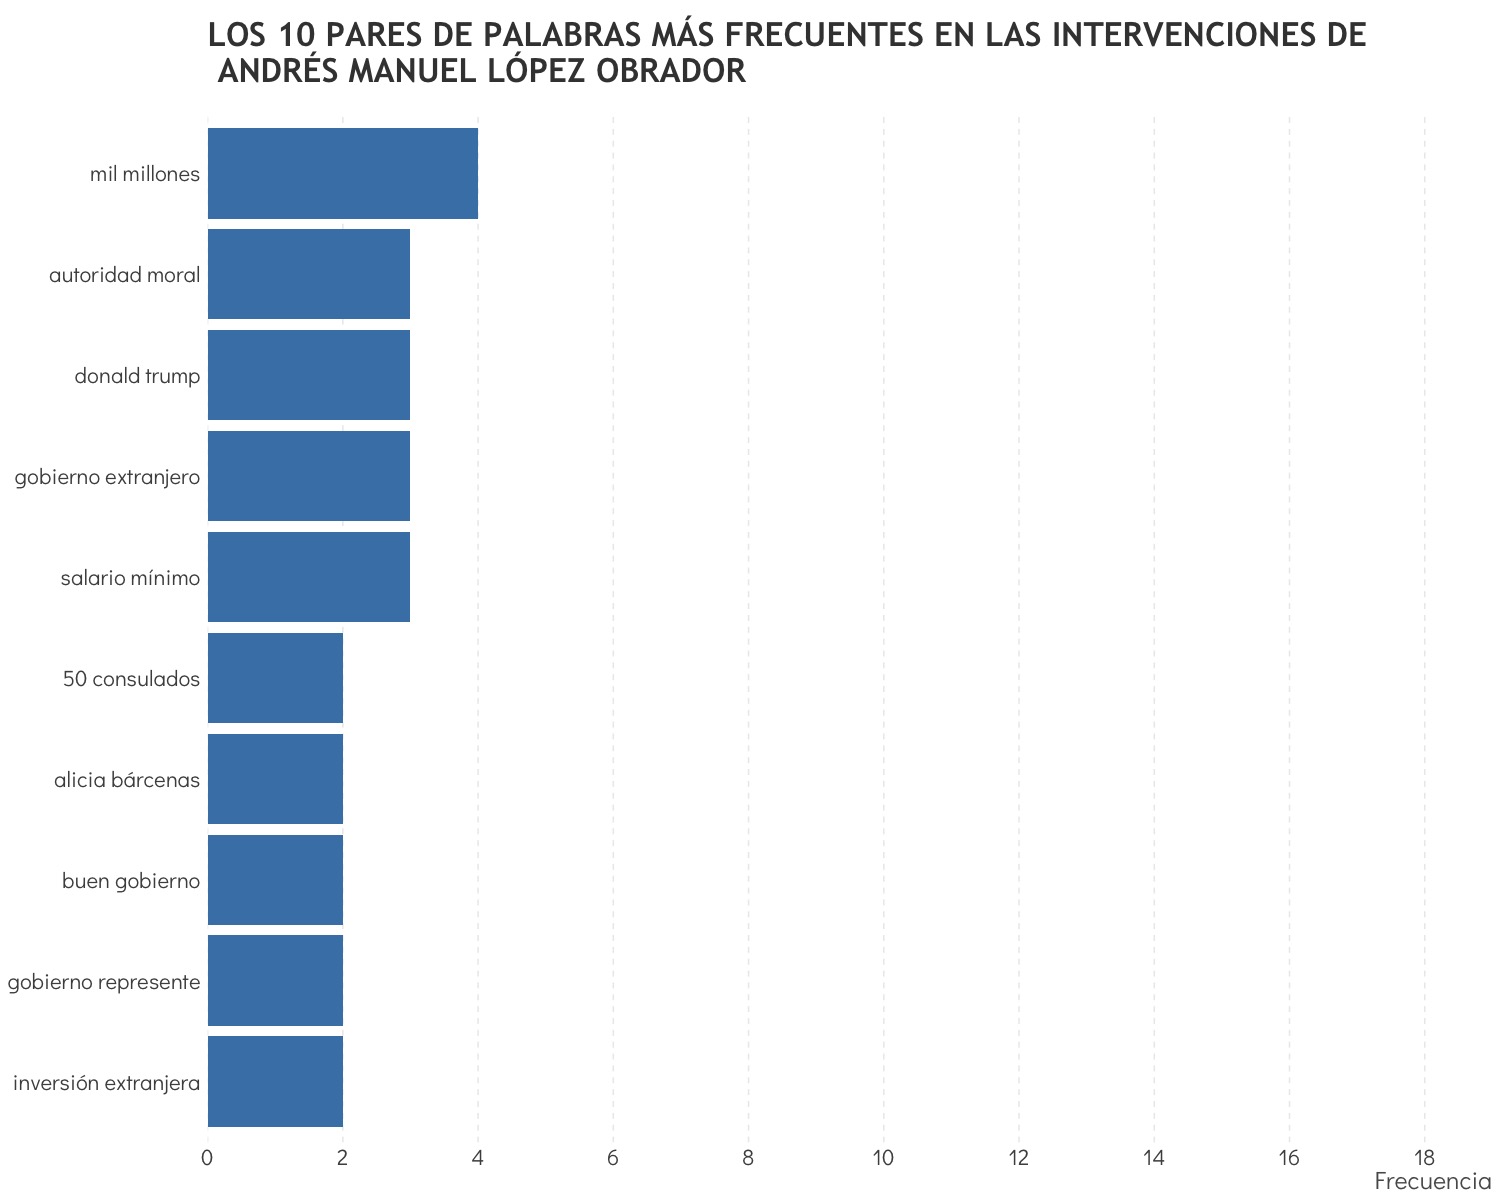 LOS 10 PARES DE PALABRAS MÁS FRECUENTES EN LAS INTERVENCIONES DE
ANDRÉS MANUEL LÓPEZ OBRADOR
mil millones
autoridad moral
donald trump
gobierno extranjero
salario mínimo
50 consulados
alicia bárcenas
buen gobierno
gobierno represente
inversión extranjera
0 2 4 6 8 10 12 14 16 18
Frecuencia